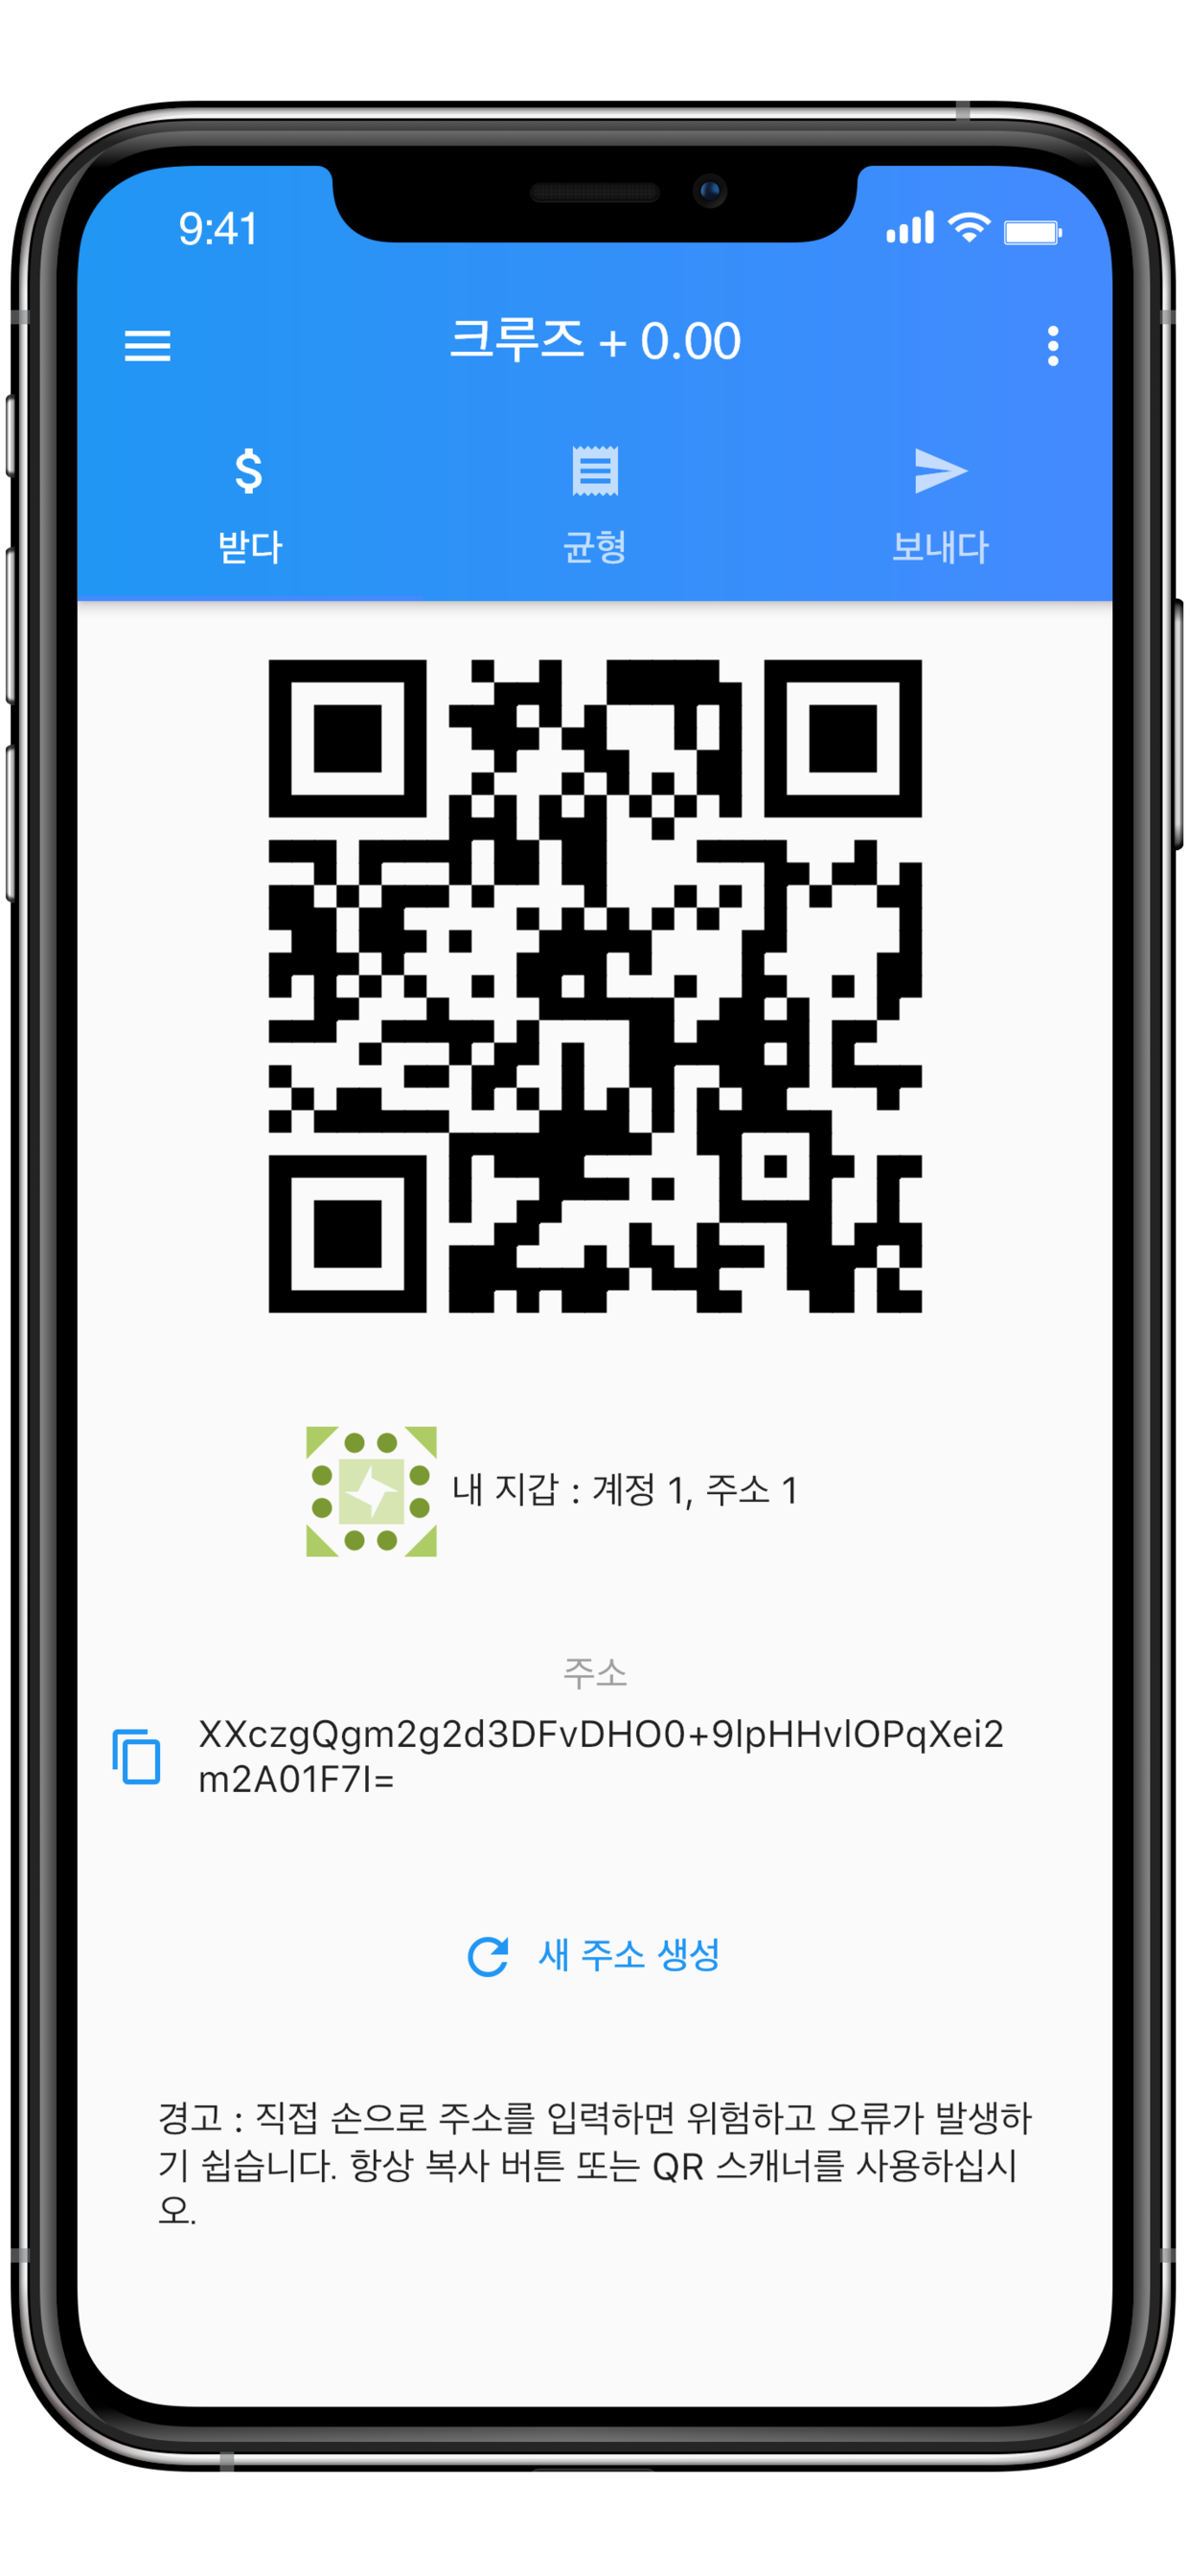 9:41
크루즈 + 0.00
받다
균형
보내다
내 지갑 : 계정 1, 주소 1
주소
XXczgQgm2g2d3DFvDHO0+9lpHHvlOPqXei2
m2A01F7I=
새 주소 생성
경고 : 직접 손으로 주소를 입력하면 위험하고 오류가 발생하
기 쉽습니다. 항상 복사 버튼 또는 QR 스캐너를 사용하십시
오.